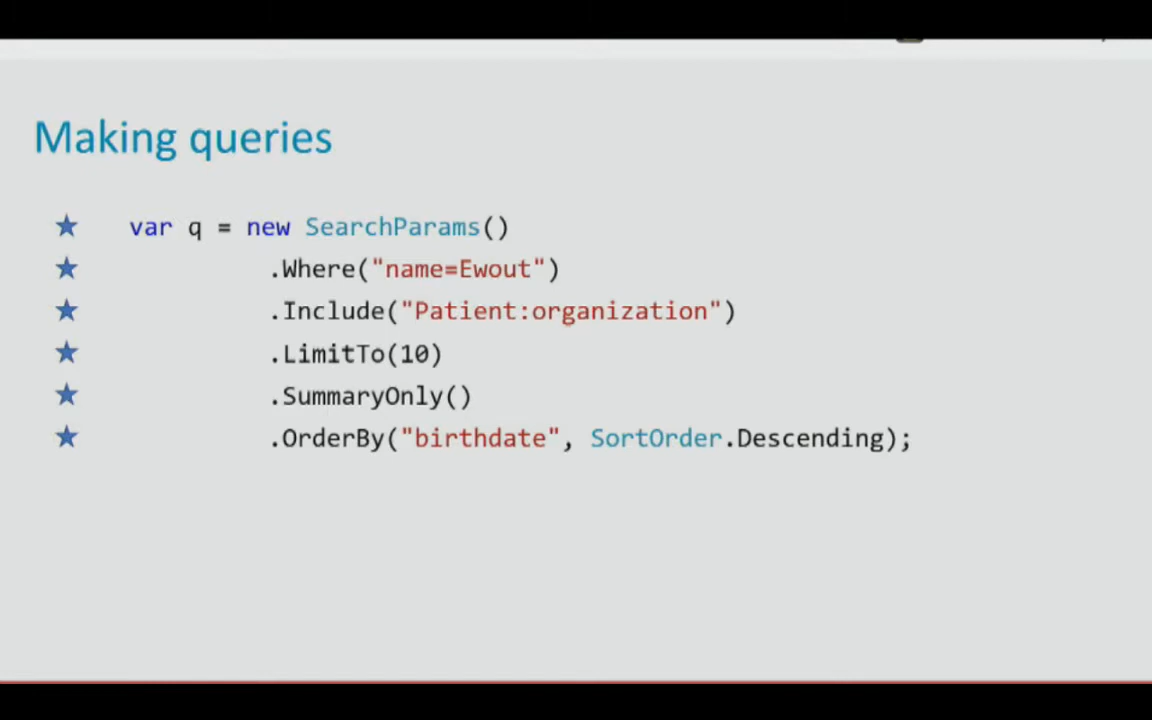 Making queries
★ var q = new SearchParams()
★ .Where("name=Ewout")
★ .Include("Patient:organization")
★ .LimitTo(10)
★ .SummaryOnly()
★ .OrderBy("birthdate", SortOrder.Descending);